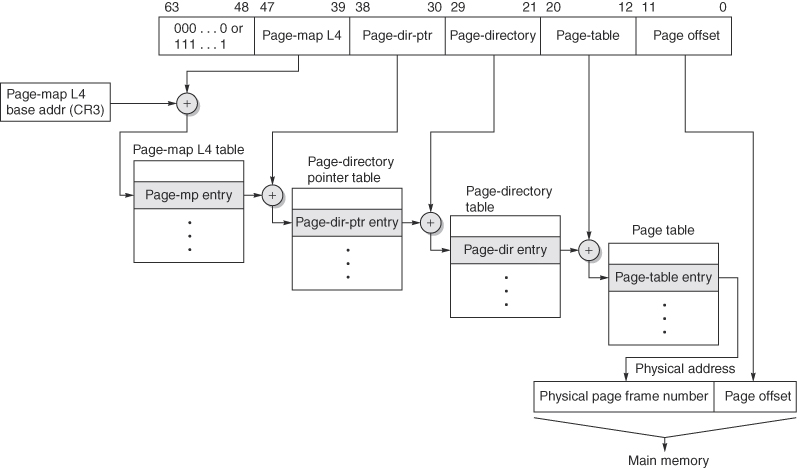 63 48 47 39 38 30 29 21 20 12 11 0
000 . . . 0 or
111 . . . 1
Page-map L4
Page-dir-ptr
Page-directory
Page-table
Page offset
Page-map L4
base addr (CR3)
+
Page-map L4 table
Page-mp entry
+
Page-directory
pointer table
Page-dir-ptr entry
+
Page-directory
table
Page-dir entry
+
Page table
Page-table entry
Physical address
Physical page frame number
Page offset
Main memory